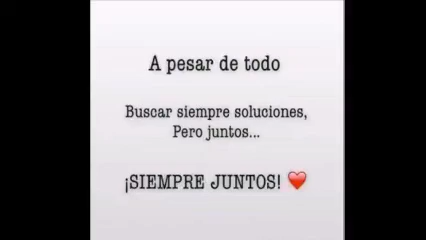 A pesar de todo
Buscar siempre soluciones,
Pero juntos...
¡SIEMPRE JUNTOS! ❤️